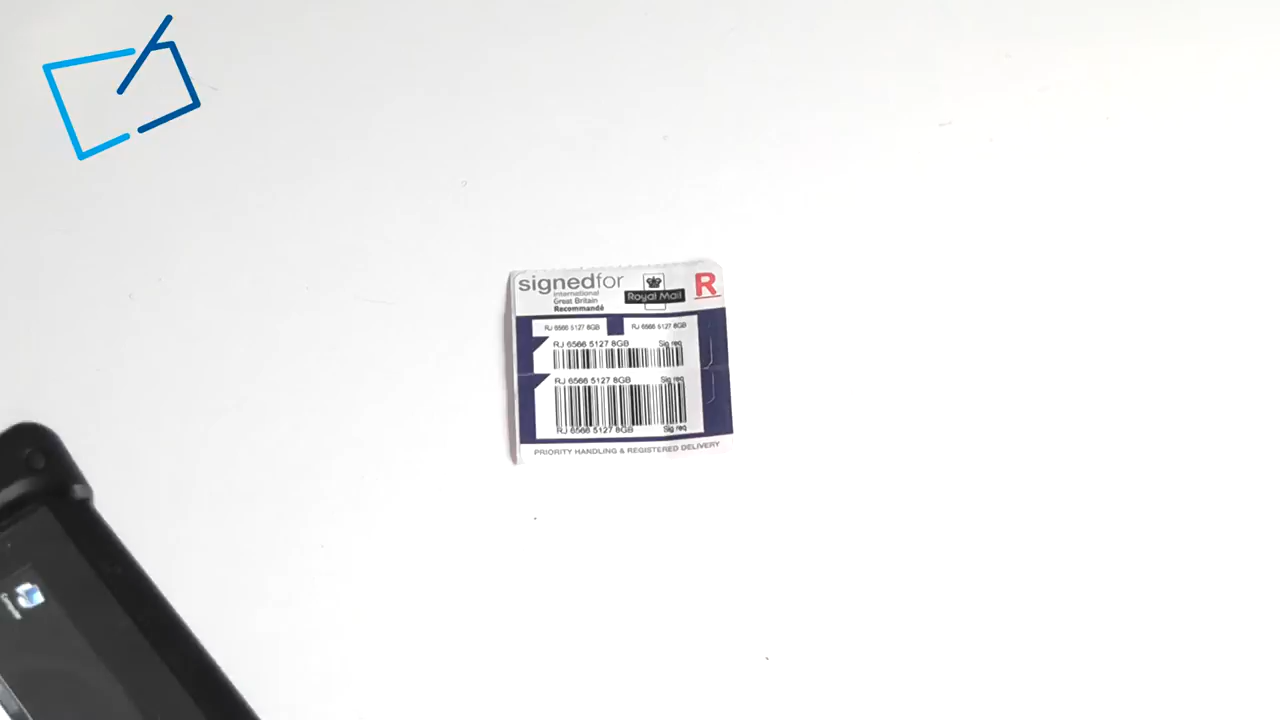 signedfor
International
Great Britain
Recommandé
Royal Mail
R
RJ 6566 5127 8GB
RJ 6566 5127 8GB
RJ 6566 5127 8GB Sig req
RJ 6566 5127 8GB Sig req
RJ 6566 5127 8GB Sig req
PRIORITY HANDLING & REGISTERED DELIVERY